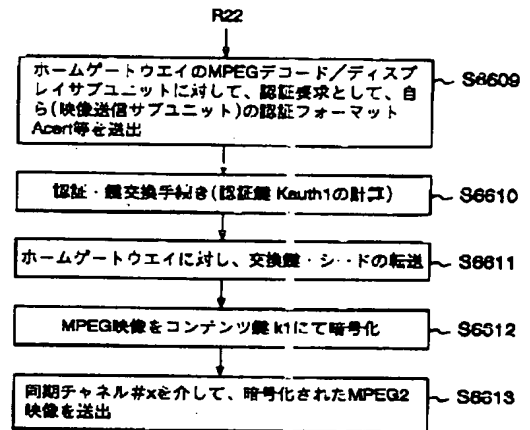 R22
ホームゲートウエイのMPEGデコード/ディスプ
レイサブユニットに対して、認証要求として、自
ら(映像送信サブユニット)の認証フォーマット
Acert等を送出
S6609
認証・鍵交換手続き(認証鍵 Kauth1の計算)
S6610
ホームゲートウエイに対し、交換鍵・シードの転送
S6611
MPEG映像をコンテンツ鍵 k1にて暗号化
S6612
同期チャネル#xを介して、暗号化されたMPEG2
映像を送出
S6613